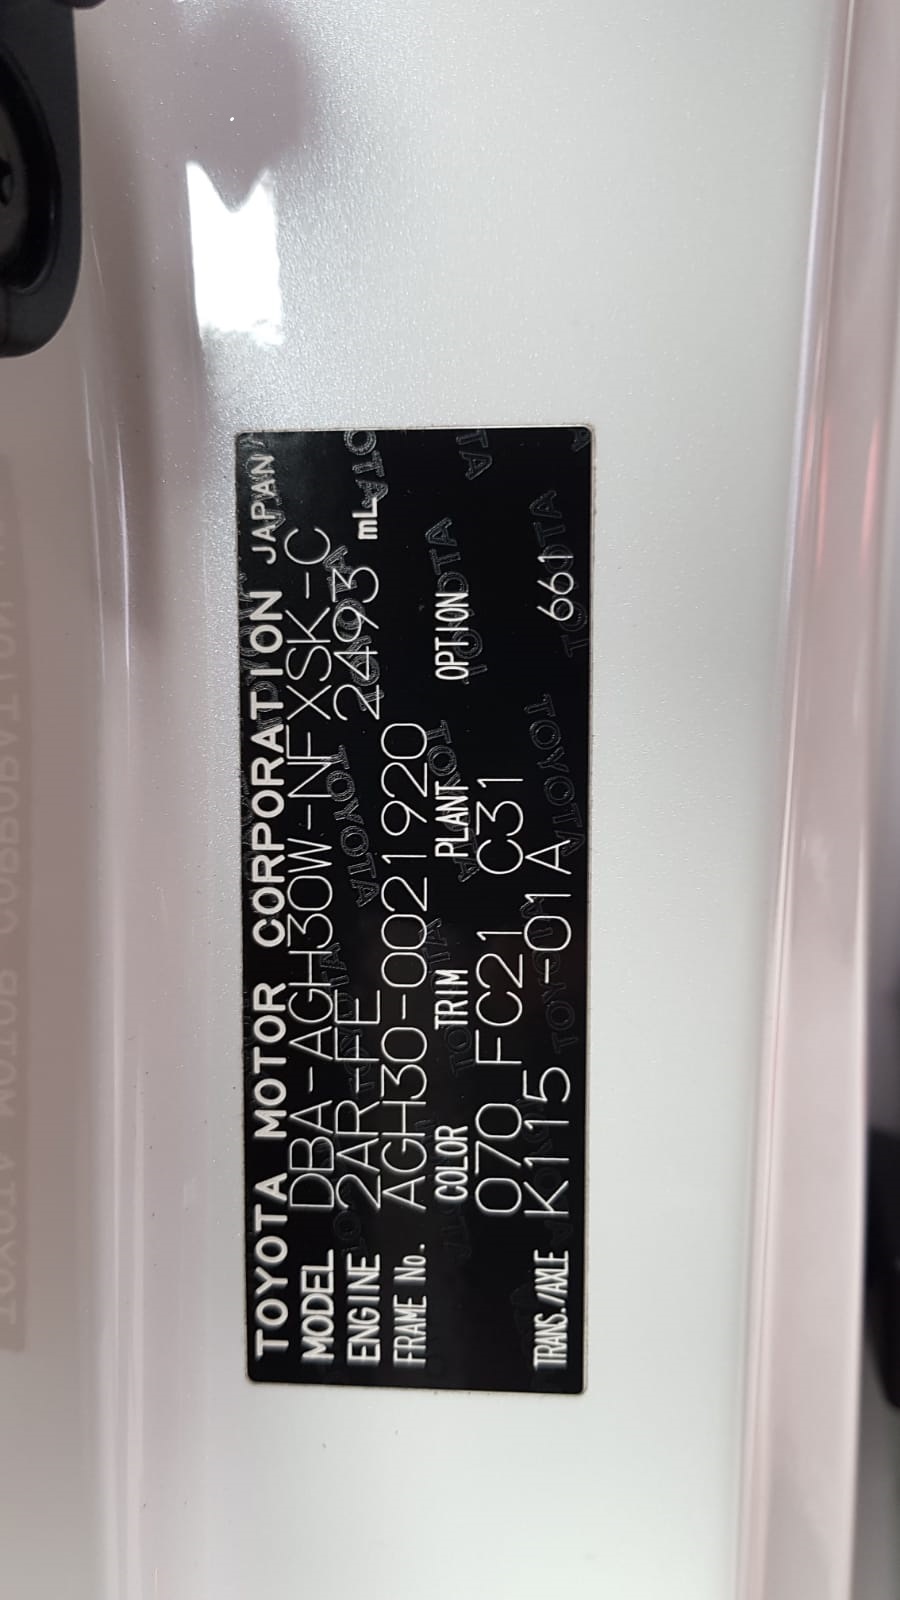 TOYOTA MOTOR CORPORATION JAPAN
MODEL DBA-AGH30W-NFXSK-C
ENGINE 2AR-FE 2493 mL
FRAME No. AGH30-0021920
COLOR TRIM PLANT OPTION
070 FC21 C31
TRANS./AXLE K115 -01A 661